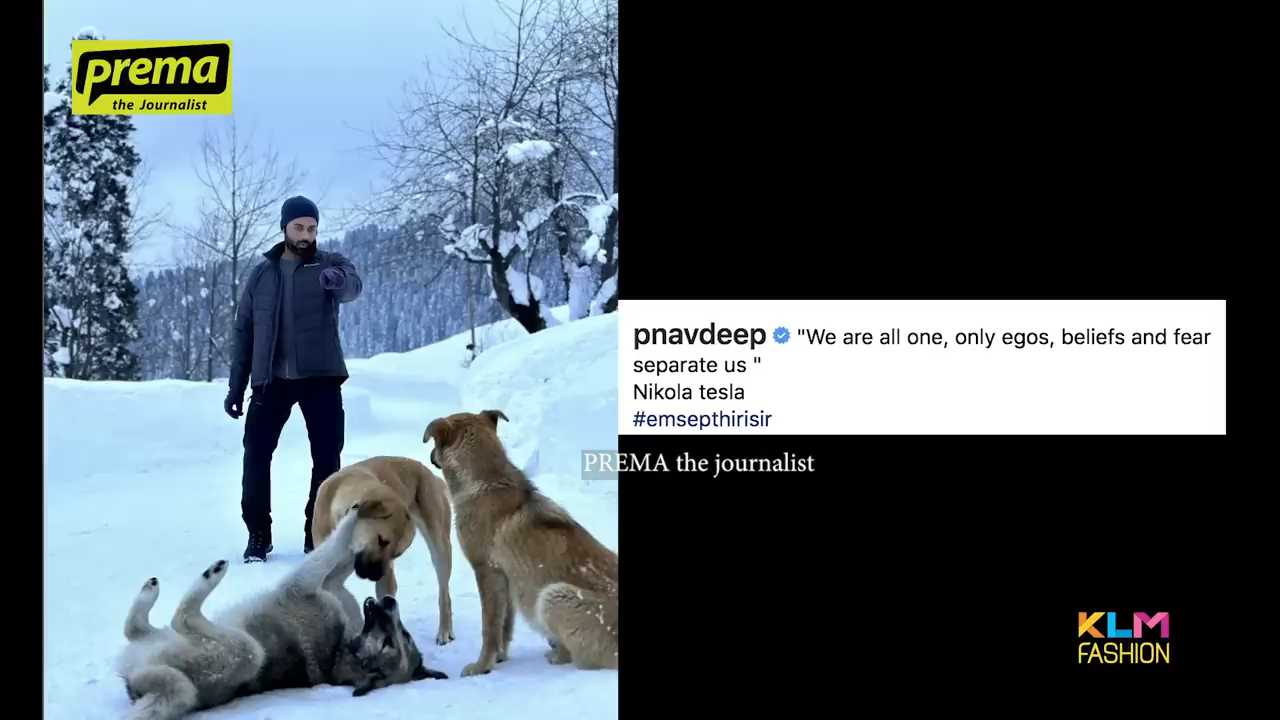 prema
the Journalist
pnavdeep "We are all one, only egos, beliefs and fear
separate us "
Nikola tesla
#emsepthirisir
PREMA the journalist
KLM
FASHION